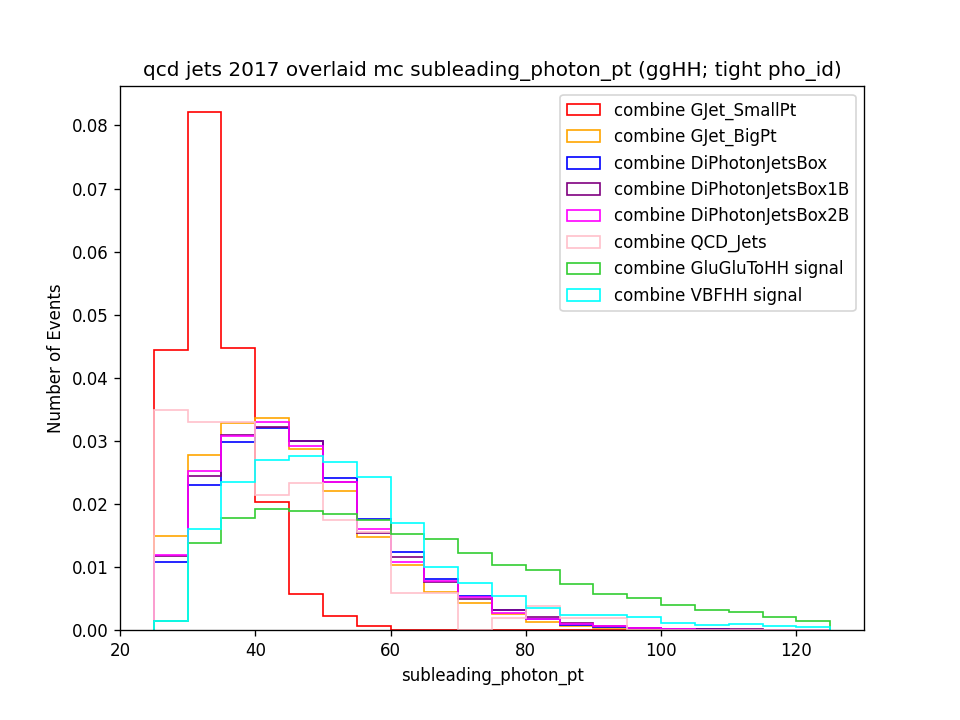 qcd jets 2017 overlaid mc subleading_photon_pt (ggHH; tight pho_id)
combine GJet_SmallPt
combine GJet_BigPt
combine DiPhotonJetsBox
combine DiPhotonJetsBox1B
combine DiPhotonJetsBox2B
combine QCD_Jets
combine GluGluToHH signal
combine VBFHH signal
Number of Events
0.08
0.07
0.06
0.05
0.04
0.03
0.02
0.01
0.00
20 40 60 80 100 120
subleading_photon_pt